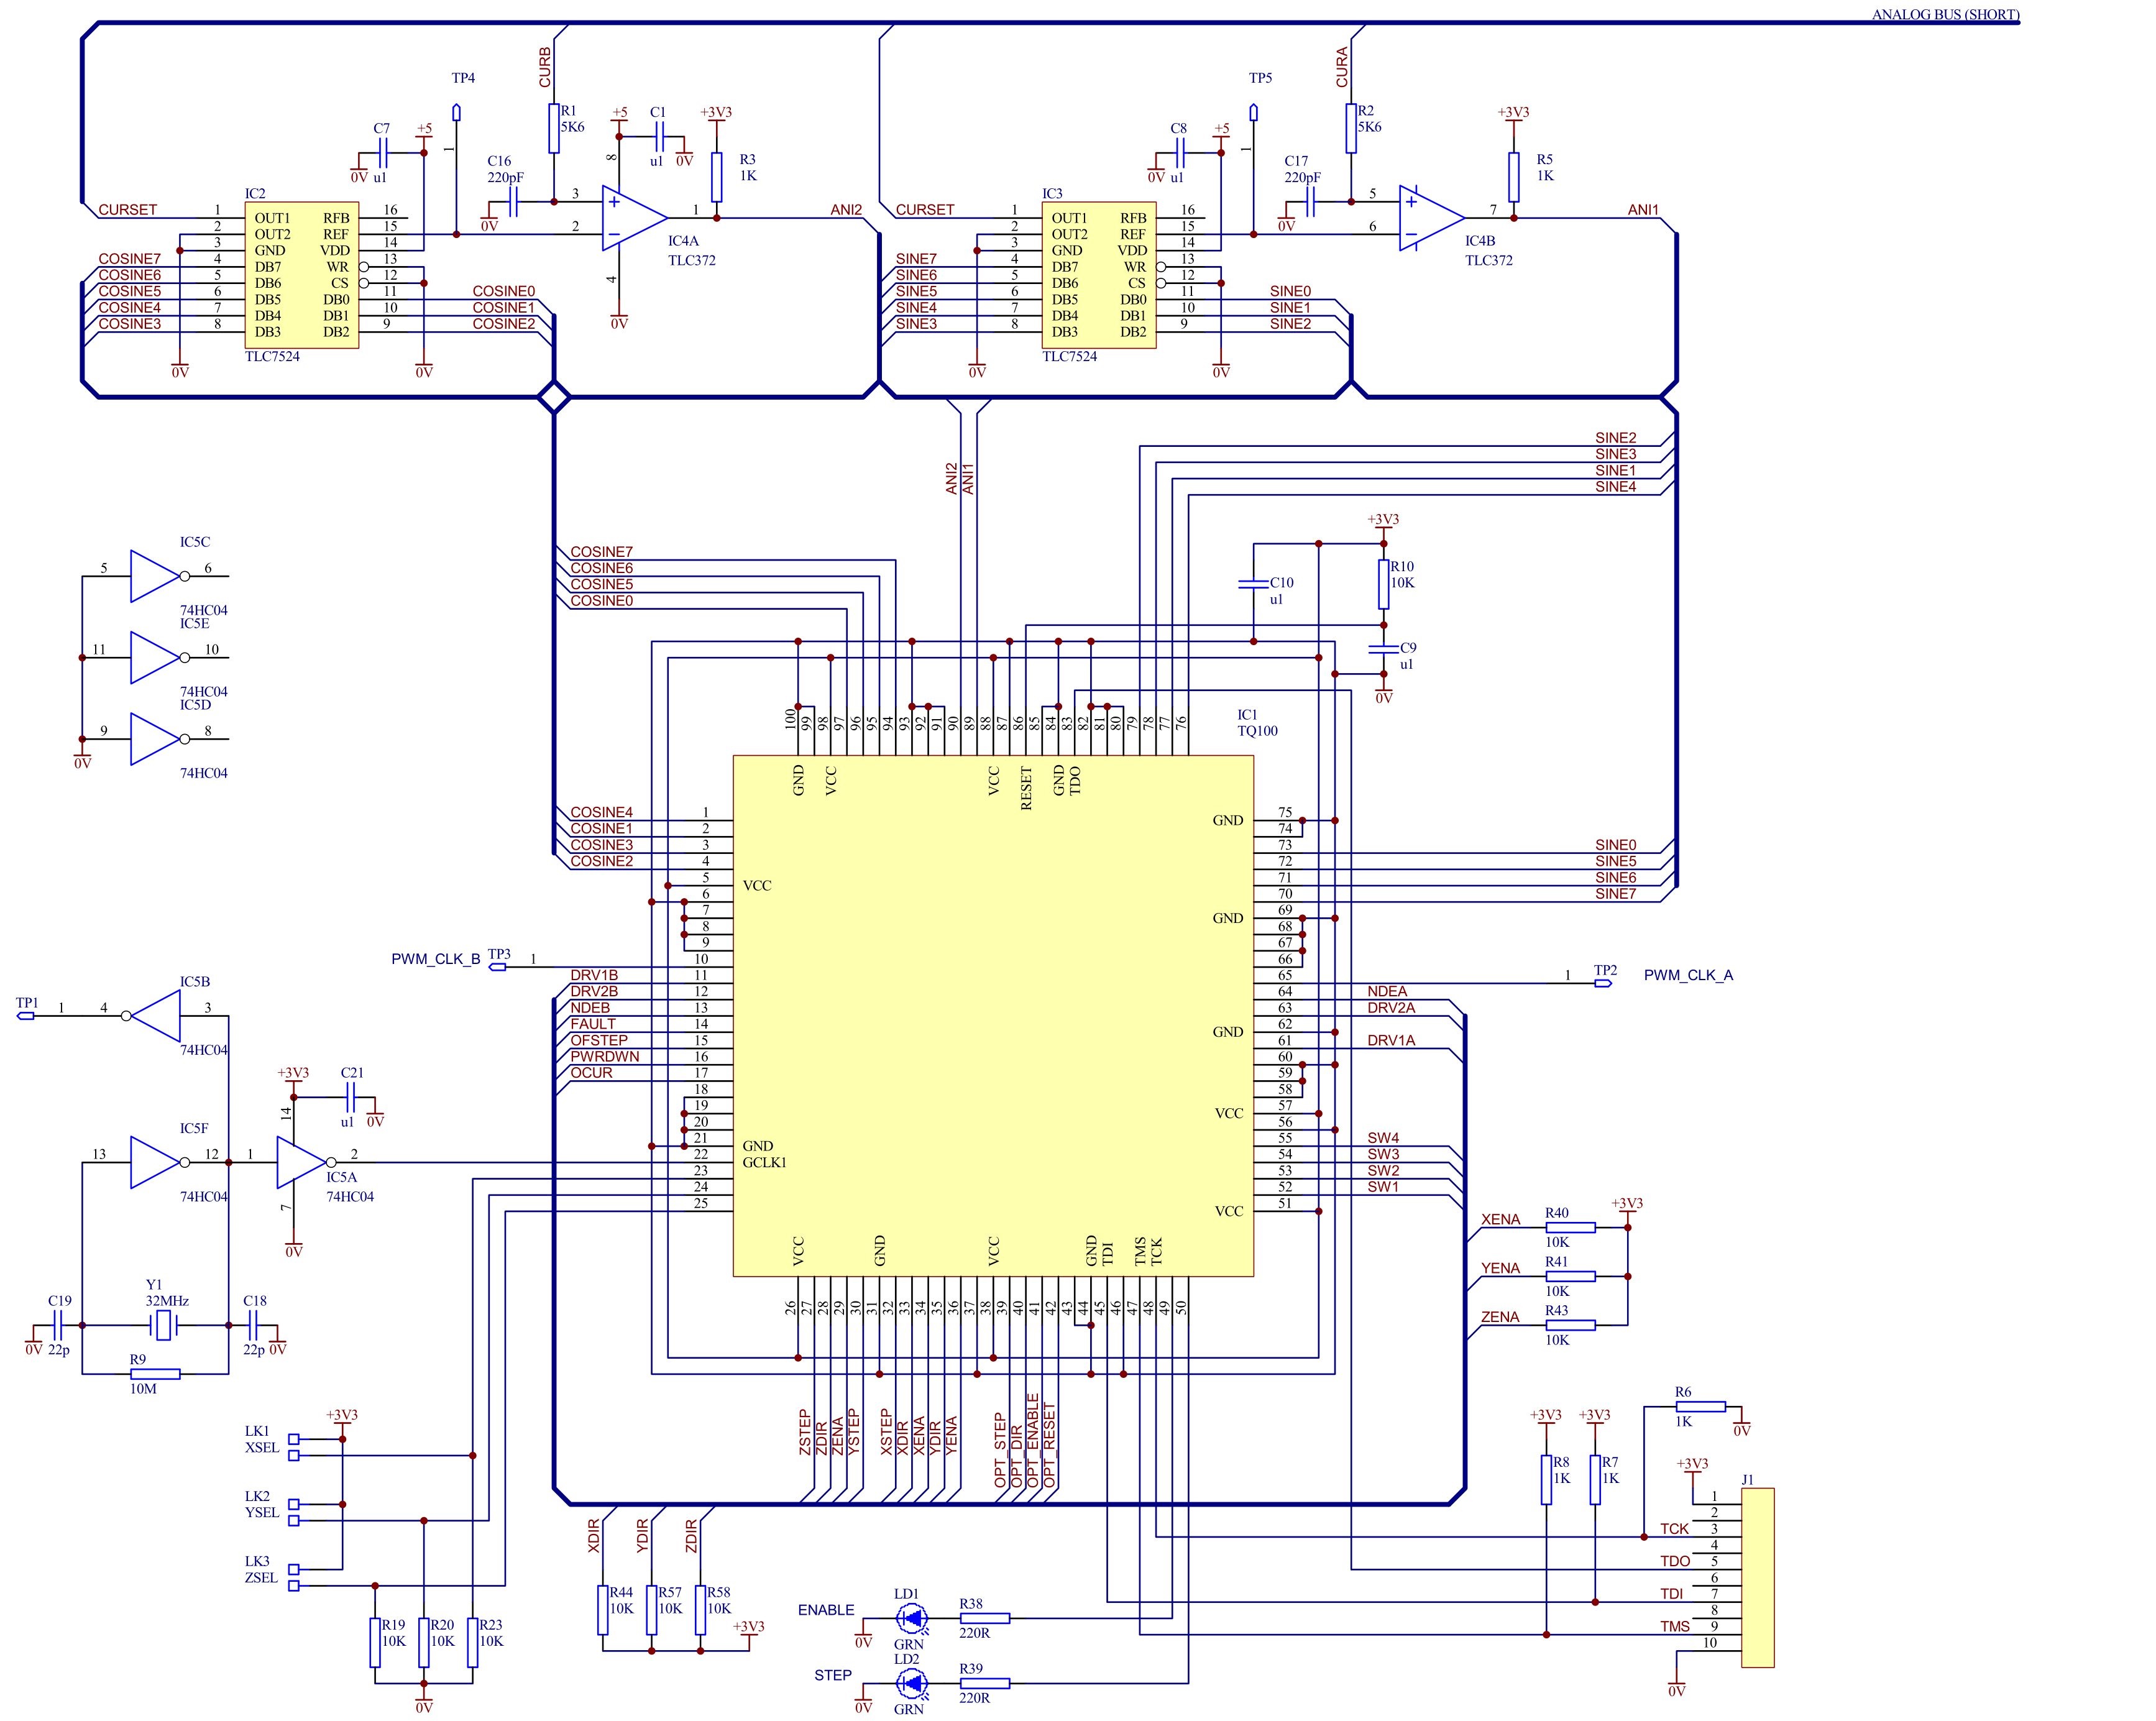 ANALOG BUS (SHORT)
CURB
CURA
TP4
TP5
1
1
C7
u1
0V
+5
C16
220pF
0V
R1
5K6
+5
C1
u1
0V
+3V3
R3
1K
8
3
2
1
4
0V
IC4A
TLC372
ANI2
C8
u1
0V
+5
C17
220pF
0V
R2
5K6
+3V3
R5
1K
5
6
7
IC4B
TLC372
ANI1
IC2
CURSET 1 OUT1 RFB 16
2 OUT2 REF 15
3 GND VDD 14
COSINE7 4 DB7 WR 13
COSINE6 5 DB6 CS 12
COSINE5 6 DB5 DB0 11 COSINE0
COSINE4 7 DB4 DB1 10 COSINE1
COSINE3 8 DB3 DB2 9 COSINE2
TLC7524
0V
0V
IC3
CURSET 1 OUT1 RFB 16
2 OUT2 REF 15
3 GND VDD 14
SINE7 4 DB7 WR 13
SINE6 5 DB6 CS 12
SINE5 6 DB5 DB0 11 SINE0
SINE4 7 DB4 DB1 10 SINE1
SINE3 8 DB3 DB2 9 SINE2
TLC7524
0V
0V
ANI2
ANI1
SINE2
SINE3
SINE1
SINE4
IC5C
5 6
74HC04
IC5E
11 10
74HC04
IC5D
9 8
74HC04
0V
COSINE7
COSINE6
COSINE5
COSINE0
+3V3
C10
u1
R10
10K
C9
u1
0V
IC1
TQ100
100 99 98 97 96 95 94 93 92 91 90 89 88 87 86 85 84 83 82 81 80 79 78 77 76
GND VCC VCC RESET GND TDO
COSINE4 1
COSINE1 2
COSINE3 3
COSINE2 4
5 VCC
6
7
8
9
PWM_CLK_B TP3 1 10
DRV1B 11
DRV2B 12
NDEB 13
FAULT 14
OFSTEP 15
PWRDWN 16
OCUR 17
18
19
20
21 GND
22 GCLK1
23
24
25
GND 75
74
73 SINE0
72 SINE5
71 SINE6
70 SINE7
GND 69
68
67
66
65 1 TP2 PWM_CLK_A
64 NDEA
63 DRV2A
GND 62
61 DRV1A
60
59
58
VCC 57
56
55 SW4
54 SW3
53 SW2
52 SW1
VCC 51
VCC GND VCC GND TDI TMS TCK
26 27 28 29 30 31 32 33 34 35 36 37 38 39 40 41 42 43 44 45 46 47 48 49 50
ZSTEP
ZDIR
ZENA
YSTEP
XSTEP
XDIR
XENA
YDIR
YENA
OPT_STEP
OPT_DIR
OPT_ENABLE
OPT_RESET
TP1 1 4 3
IC5B
74HC04
+3V3
C21
u1
0V
14
IC5F
13 12
74HC04
1 2
IC5A
74HC04
7
0V
Y1
32MHz
C19
22p
0V
C18
22p
0V
R9
10M
+3V3
LK1
XSEL
LK2
YSEL
LK3
ZSEL
R19
10K
R20
10K
R23
10K
0V
XDIR
YDIR
ZDIR
R44
10K
R57
10K
R58
10K
+3V3
ENABLE
0V
LD1
GRN
R38
220R
STEP
0V
LD2
GRN
R39
220R
+3V3
XENA R40
10K
YENA R41
10K
ZENA R43
10K
R6
1K
0V
+3V3
+3V3
R8
1K
R7
1K
+3V3
J1
1
2
TCK 3
4
TDO 5
6
TDI 7
8
TMS 9
10
0V